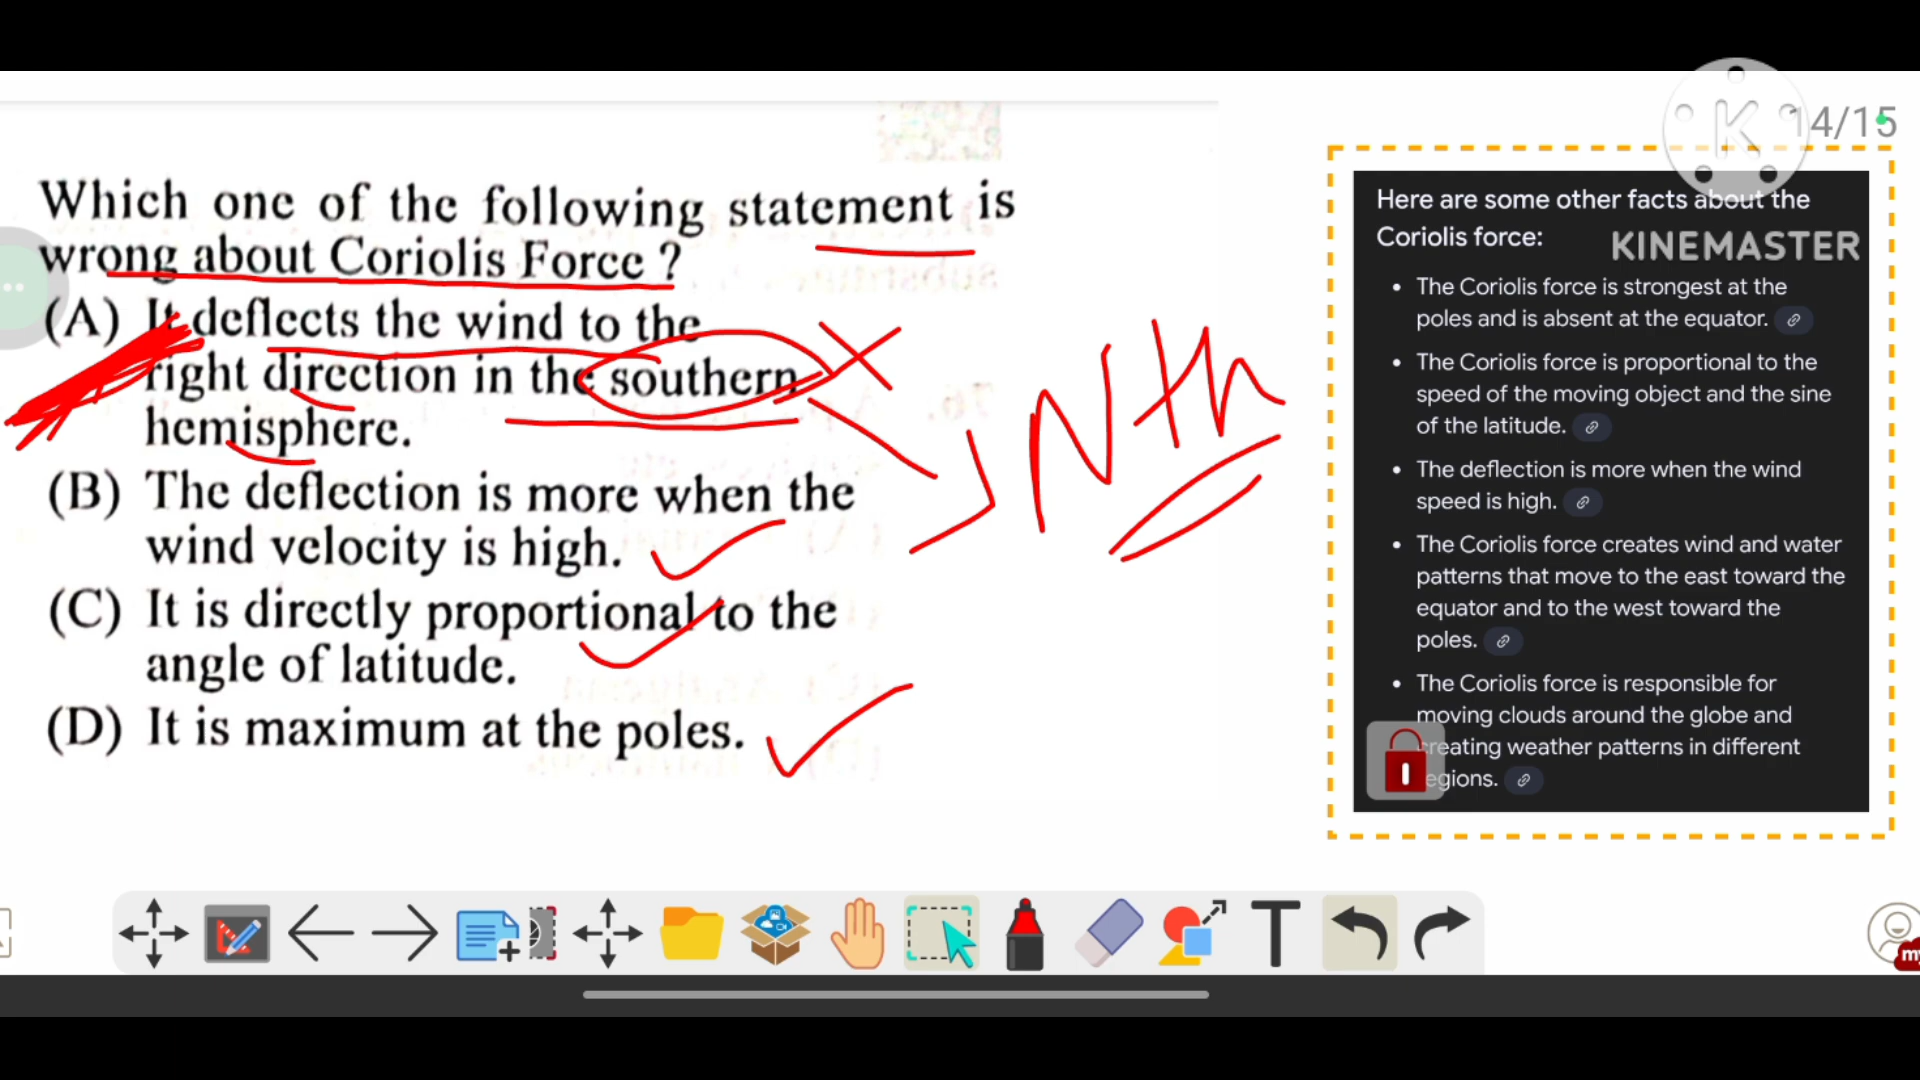 14/15
Which one of the following statement is
wrong about Coriolis Force ?
(A) It deflects the wind to the
right direction in the southern
hemisphere.
(B) The deflection is more when the
wind velocity is high.
(C) It is directly proportional to the
angle of latitude.
(D) It is maximum at the poles.
Nth
K
KINEMASTER
Here are some other facts about the
Coriolis force:
• The Coriolis force is strongest at the
poles and is absent at the equator.
• The Coriolis force is proportional to the
speed of the moving object and the sine
of the latitude.
• The deflection is more when the wind
speed is high.
• The Coriolis force creates wind and water
patterns that move to the east toward the
equator and to the west toward the
poles.
• The Coriolis force is responsible for
moving clouds around the globe and
creating weather patterns in different
egions.
T
my